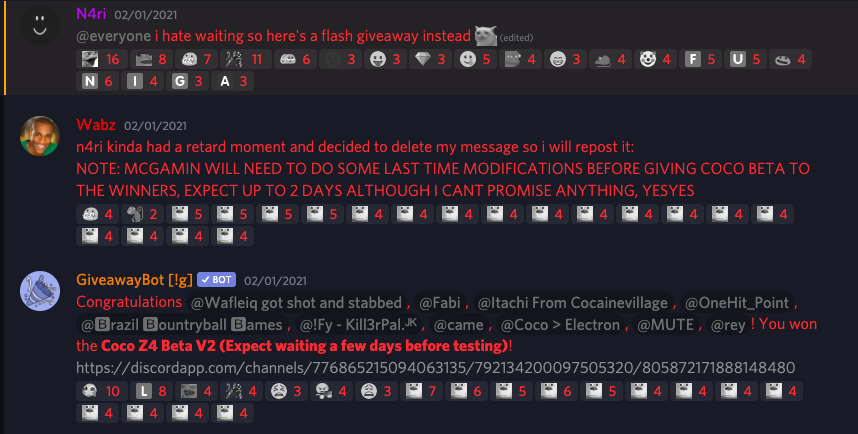 N4ri 02/01/2021
@everyone i hate waiting so here's a flash giveaway instead (edited)
16 8 7 11 6 3 3 3 5 4 3 4 4 F 5 U 5 4
N 6 I 4 G 3 A 3
Wabz 02/01/2021
n4ri kinda had a retard moment and decided to delete my message so i will repost it:
NOTE: MCGAMIN WILL NEED TO DO SOME LAST TIME MODIFICATIONS BEFORE GIVING COCO BETA TO
THE WINNERS, EXPECT UP TO 2 DAYS ALTHOUGH I CANT PROMISE ANYTHING, YESYES
4 2 5 5 5 5 4 4 4 4 4 4 4 4 4 4
4 4 4 4
GiveawayBot [!g] ✓ BOT 02/01/2021
Congratulations @Wafleiq got shot and stabbed , @Fabi , @Itachi From Cocainevillage , @OneHit_Point ,
@🅱razil 🅱ountryball 🅱ames , @!Fy - Kill3rPal.ᴶᴷ , @came , @Coco > Electron , @MUTE , @rey ! You won
the Coco Z4 Beta V2 (Expect waiting a few days before testing)!
https://discordapp.com/channels/776865215094063135/792134200097505320/805872171888148480
10 L 8 4 4 3 4 3 7 6 5 6 5 4 4 4 4
4 4 4 4